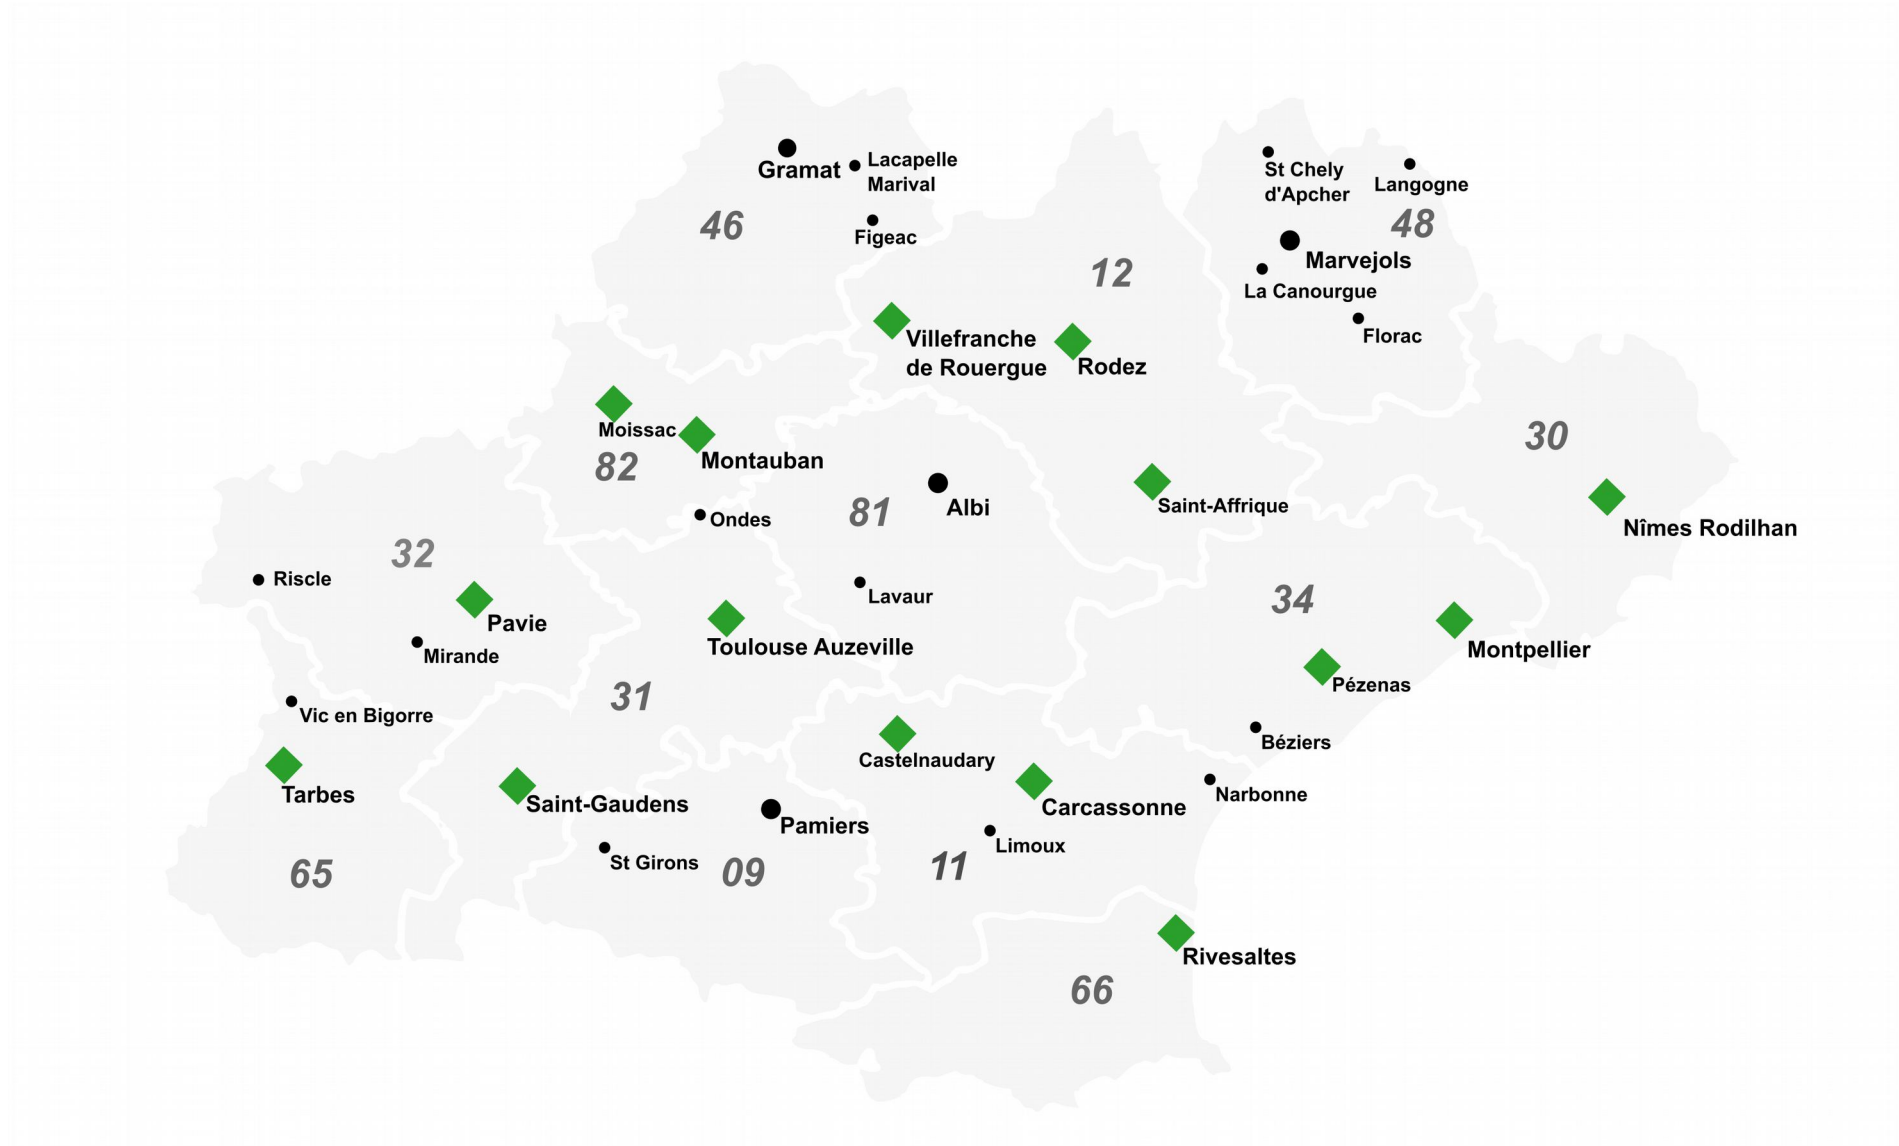 Gramat
Lacapelle
Marival
46
Figeac
St Chely
d'Apcher
Langogne
48
Marvejols
La Canourgue
Florac
12
Villefranche
de Rouergue
Rodez
Moissac
82
Montauban
30
Ondes
81
Albi
Saint-Affrique
Nîmes Rodilhan
32
Riscle
Pavie
Mirande
Lavaur
34
Toulouse Auzeville
Montpellier
Pézenas
31
Vic en Bigorre
Béziers
Castelnaudary
Tarbes
Saint-Gaudens
Carcassonne
Narbonne
Pamiers
Limoux
St Girons
65
09
11
Rivesaltes
66